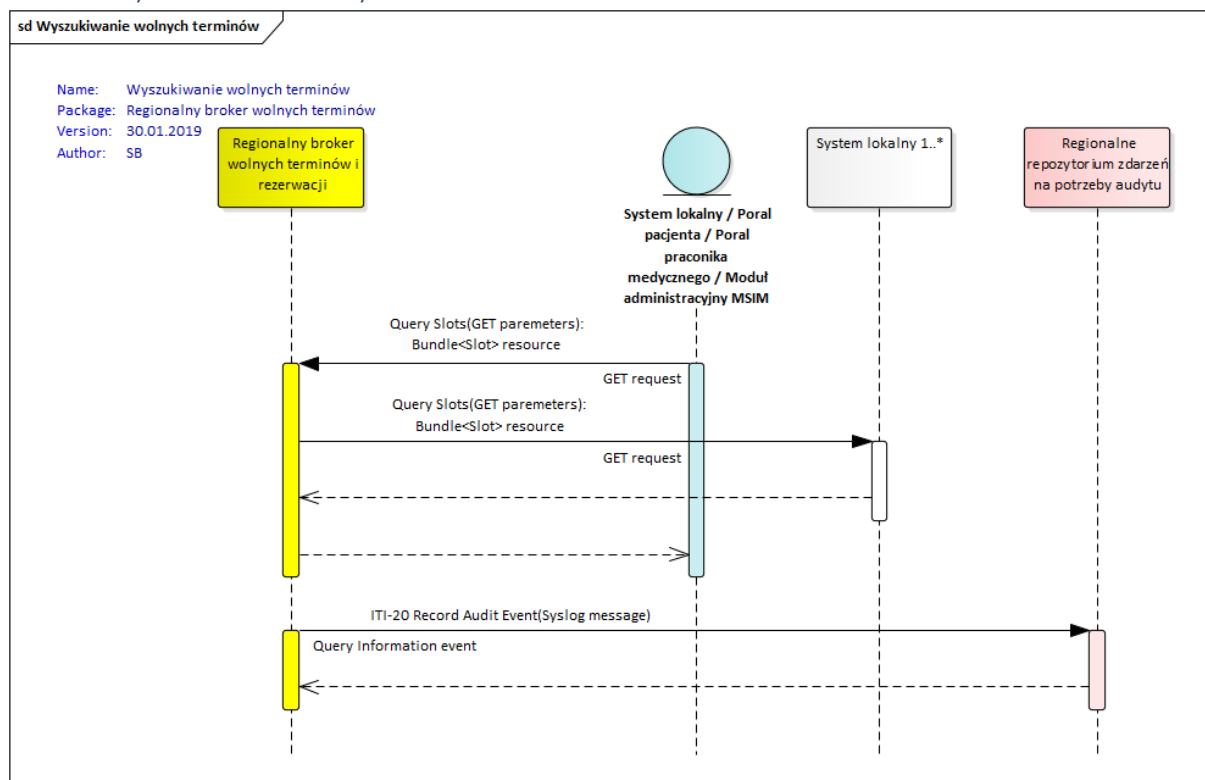 sd Wyszukiwanie wolnych terminów
Name: Wyszukiwanie wolnych terminów
Package: Regionalny broker wolnych terminów
Version: 30.01.2019
Author: SB
Regionalny broker
wolnych terminów i
rezerwacji
System lokalny / Poral
pacjenta / Poral
praconika
medycznego / Moduł
administracyjny MSIM
System lokalny 1..*
Regionalne
repozytorium zdarzeń
na potrzeby audytu
Query Slots(GET paremeters):
Bundle<Slot> resource
GET request
Query Slots(GET paremeters):
Bundle<Slot> resource
GET request
ITI-20 Record Audit Event(Syslog message)
Query Information event